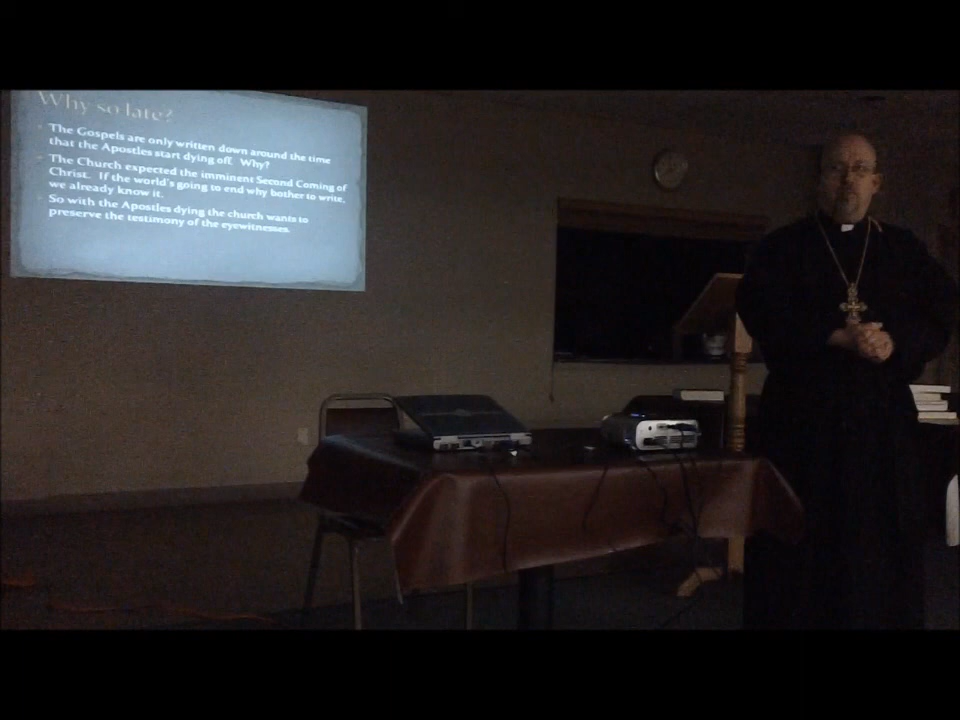 Why so late?
The Gospels are only written down around the time
that the Apostles start dying off. Why?
The Church expected the imminent Second Coming of
Christ. If the world's going to end why bother to write,
we already know it.
So with the Apostles dying the church wants to
preserve the testimony of the eyewitnesses.